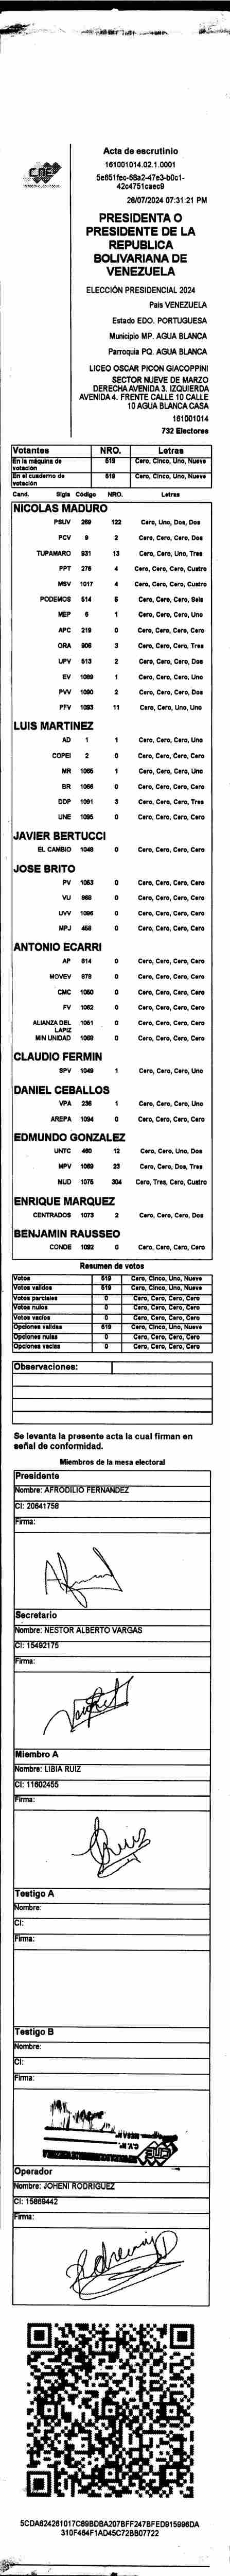 Acta de escrutinio
161001014.02.1.0001
5e651fec-68a2-47e3-b0c1-
42c4751caec9
28/07/2024 07:31:21 PM
CNE
PRESIDENTA O
PRESIDENTE DE LA
REPUBLICA
BOLIVARIANA DE
VENEZUELA
ELECCIÓN PRESIDENCIAL 2024
Pais VENEZUELA
Estado EDO. PORTUGUESA
Municipio MP. AGUA BLANCA
Parroquia PQ. AGUA BLANCA
LICEO OSCAR PICON GIACOPPINI
SECTOR NUEVE DE MARZO
DERECHA AVENIDA 3. IZQUIERDA
AVENIDA 4. FRENTE CALLE 10 CALLE
10 AGUA BLANCA CASA
161001014
732 Electores
Votantes NRO. Letras
En la máquina de votación 519 Cero, Cinco, Uno, Nueve
En el cuaderno de votación 519 Cero, Cinco, Uno, Nueve
Cand. Sigla Código NRO. Letras
NICOLAS MADURO
PSUV 269 122 Cero, Uno, Dos, Dos
PCV 9 2 Cero, Cero, Cero, Dos
TUPAMARO 931 13 Cero, Cero, Uno, Tres
PPT 276 4 Cero, Cero, Cero, Cuatro
MSV 1017 4 Cero, Cero, Cero, Cuatro
PODEMOS 514 6 Cero, Cero, Cero, Seis
MEP 6 1 Cero, Cero, Cero, Uno
APC 219 0 Cero, Cero, Cero, Cero
ORA 906 3 Cero, Cero, Cero, Tres
UPV 513 2 Cero, Cero, Cero, Dos
EV 1089 1 Cero, Cero, Cero, Uno
PVV 1090 2 Cero, Cero, Cero, Dos
PFV 1093 11 Cero, Cero, Uno, Uno
LUIS MARTINEZ
AD 1 1 Cero, Cero, Cero, Uno
COPEI 2 0 Cero, Cero, Cero, Cero
MR 1065 1 Cero, Cero, Cero, Uno
BR 1066 0 Cero, Cero, Cero, Cero
DDP 1091 3 Cero, Cero, Cero, Tres
UNE 1095 0 Cero, Cero, Cero, Cero
JAVIER BERTUCCI
EL CAMBIO 1048 0 Cero, Cero, Cero, Cero
JOSE BRITO
PV 1053 0 Cero, Cero, Cero, Cero
VU 868 0 Cero, Cero, Cero, Cero
UVV 1096 0 Cero, Cero, Cero, Cero
MPJ 458 0 Cero, Cero, Cero, Cero
ANTONIO ECARRI
AP 614 0 Cero, Cero, Cero, Cero
MOVEV 878 0 Cero, Cero, Cero, Cero
CMC 1050 0 Cero, Cero, Cero, Cero
FV 1062 0 Cero, Cero, Cero, Cero
ALIANZA DEL LAPIZ 1061 0 Cero, Cero, Cero, Cero
MIN UNIDAD 1069 0 Cero, Cero, Cero, Cero
CLAUDIO FERMIN
SPV 1049 1 Cero, Cero, Cero, Uno
DANIEL CEBALLOS
VPA 236 1 Cero, Cero, Cero, Uno
AREPA 1094 0 Cero, Cero, Cero, Cero
EDMUNDO GONZALEZ
UNTC 460 12 Cero, Cero, Uno, Dos
MPV 1069 23 Cero, Cero, Dos, Tres
MUD 1075 304 Cero, Tres, Cero, Cuatro
ENRIQUE MARQUEZ
CENTRADOS 1073 2 Cero, Cero, Cero, Dos
BENJAMIN RAUSSEO
CONDE 1092 0 Cero, Cero, Cero, Cero
Resumen de votos
Votos 519 Cero, Cinco, Uno, Nueve
Votos validos 519 Cero, Cinco, Uno, Nueve
Votos parciales 0 Cero, Cero, Cero, Cero
Votos nulos 0 Cero, Cero, Cero, Cero
Votos vacios 0 Cero, Cero, Cero, Cero
Opciones validas 519 Cero, Cinco, Uno, Nueve
Opciones nulas 0 Cero, Cero, Cero, Cero
Opciones vacias 0 Cero, Cero, Cero, Cero
Observaciones:
Se levanta la presente acta la cual firman en
señal de conformidad.
Miembros de la mesa electoral
Presidente
Nombre: AFRODILIO FERNANDEZ
CI: 20641758
Firma:
Secretario
Nombre: NESTOR ALBERTO VARGAS
CI: 15492175
Firma:
Miembro A
Nombre: LIBIA RUIZ
CI: 11602455
Firma:
Testigo A
Nombre:
CI:
Firma:
Testigo B
Nombre:
CI:
Firma:
CNE
Operador
Nombre: JOHENI RODRIGUEZ
CI: 15869442
Firma:
5CDA624261017C89BDBA207BFF247BFED915996DA
310F464F1AD45C72BB07722